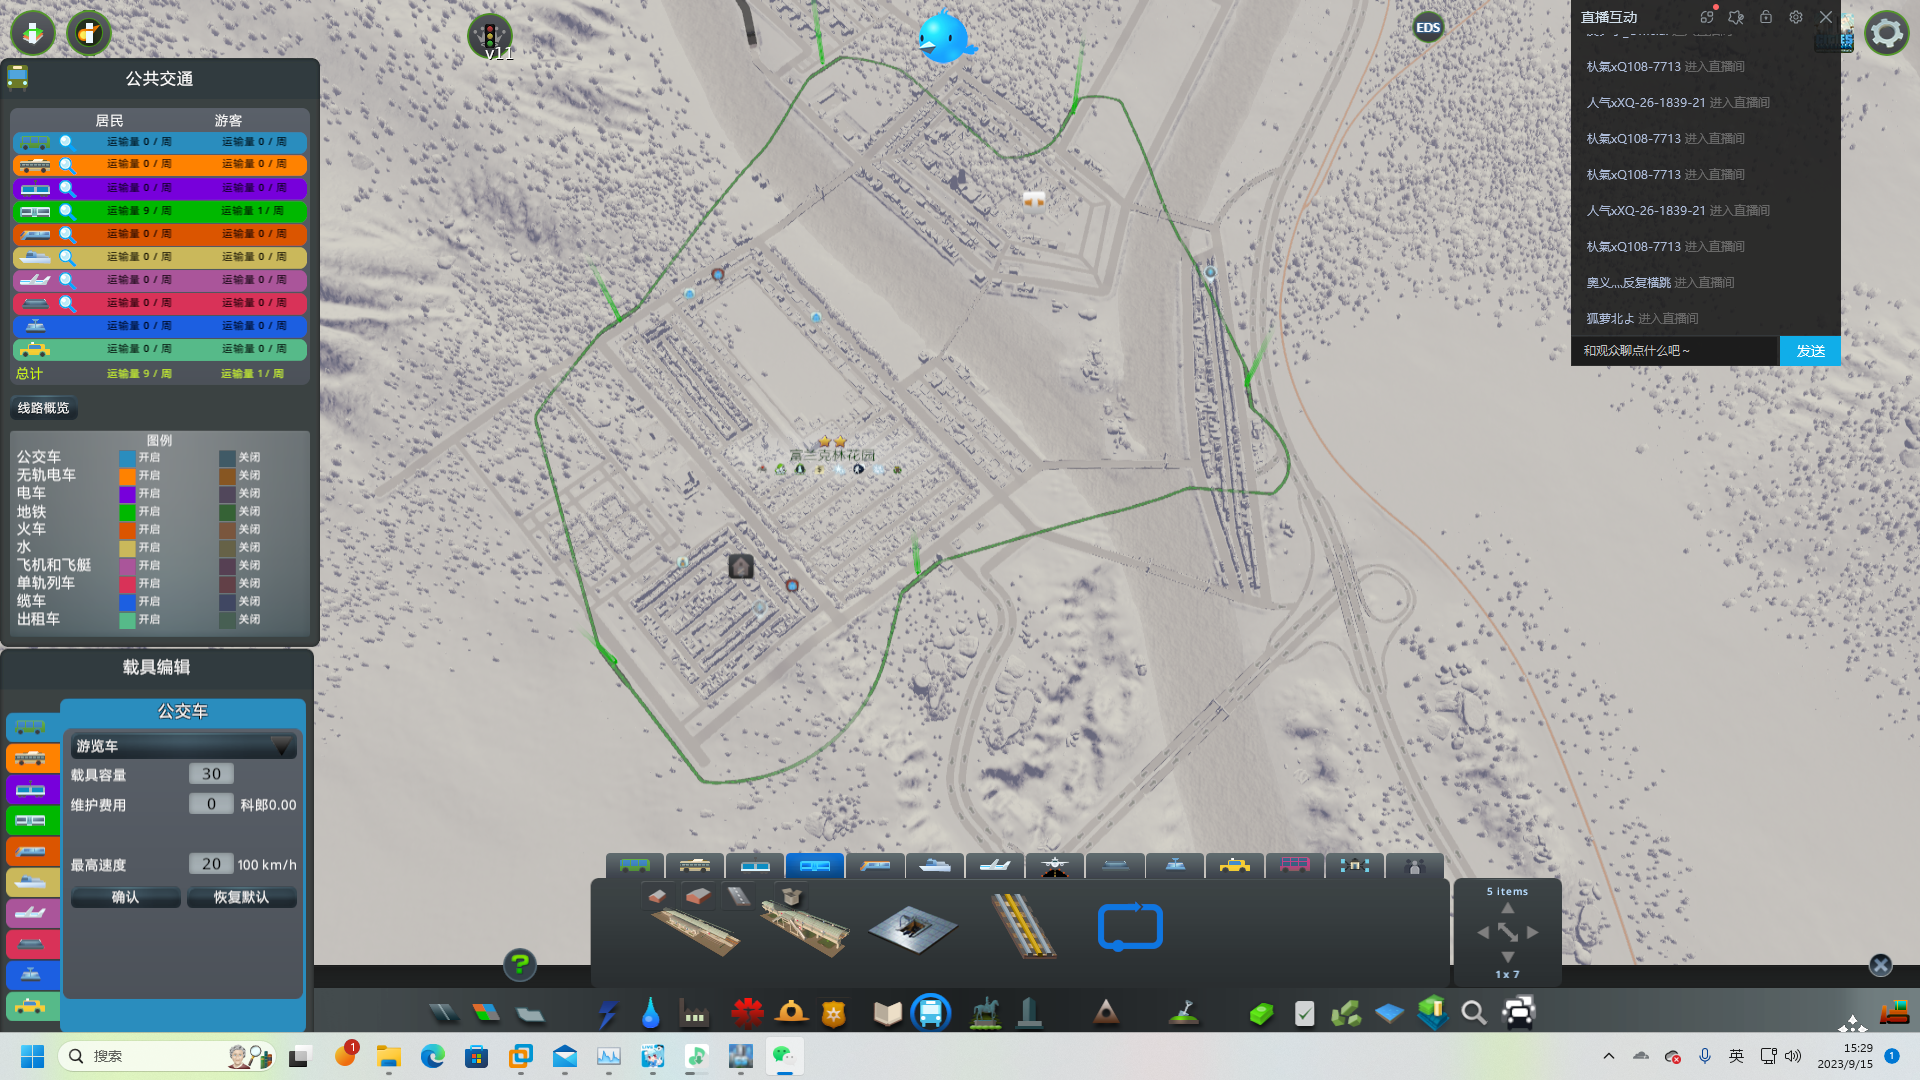 v11
EDS
公共交通
居民 游客
运输量 0 / 周 运输量 0 / 周
运输量 0 / 周 运输量 0 / 周
运输量 0 / 周 运输量 0 / 周
运输量 9 / 周 运输量 1 / 周
运输量 0 / 周 运输量 0 / 周
运输量 0 / 周 运输量 0 / 周
运输量 0 / 周 运输量 0 / 周
运输量 0 / 周 运输量 0 / 周
运输量 0 / 周 运输量 0 / 周
运输量 0 / 周 运输量 0 / 周
总计 运输量 9 / 周 运输量 1 / 周
线路概览
图例
公交车 开启 关闭
无轨电车 开启 关闭
电车 开启 关闭
地铁 开启 关闭
火车 开启 关闭
水 开启 关闭
飞机和飞艇 开启 关闭
单轨列车 开启 关闭
缆车 开启 关闭
出租车 开启 关闭
载具编辑
公交车
游览车
载具容量 30
维护费用 0 科郎0.00
最高速度 20 100 km/h
确认 恢复默认
富兰克林花园
直播互动
杁氣xQ108-7713 进入直播间
人气xXQ-26-1839-21 进入直播间
杁氣xQ108-7713 进入直播间
杁氣xQ108-7713 进入直播间
人气xXQ-26-1839-21 进入直播间
杁氣xQ108-7713 进入直播间
奥义灬反复横跳 进入直播间
狐萝北よ 进入直播间
和观众聊点什么吧～ 发送
5 items
1 x 7
搜索
1
英
15:29
2023/9/15
1